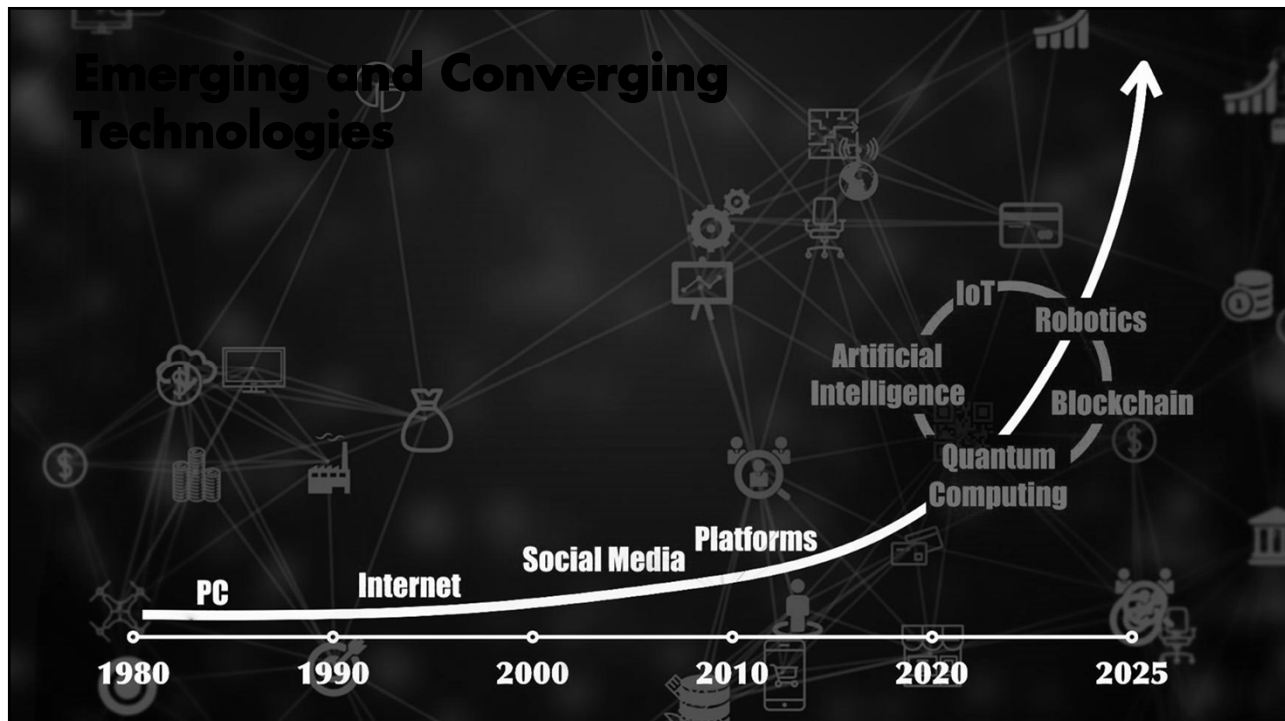 Emerging and Converging
Technologies
IoT
Robotics
Artificial
Intelligence
Blockchain
Quantum
Computing
Platforms
Social Media
Internet
PC
1980 1990 2000 2010 2020 2025